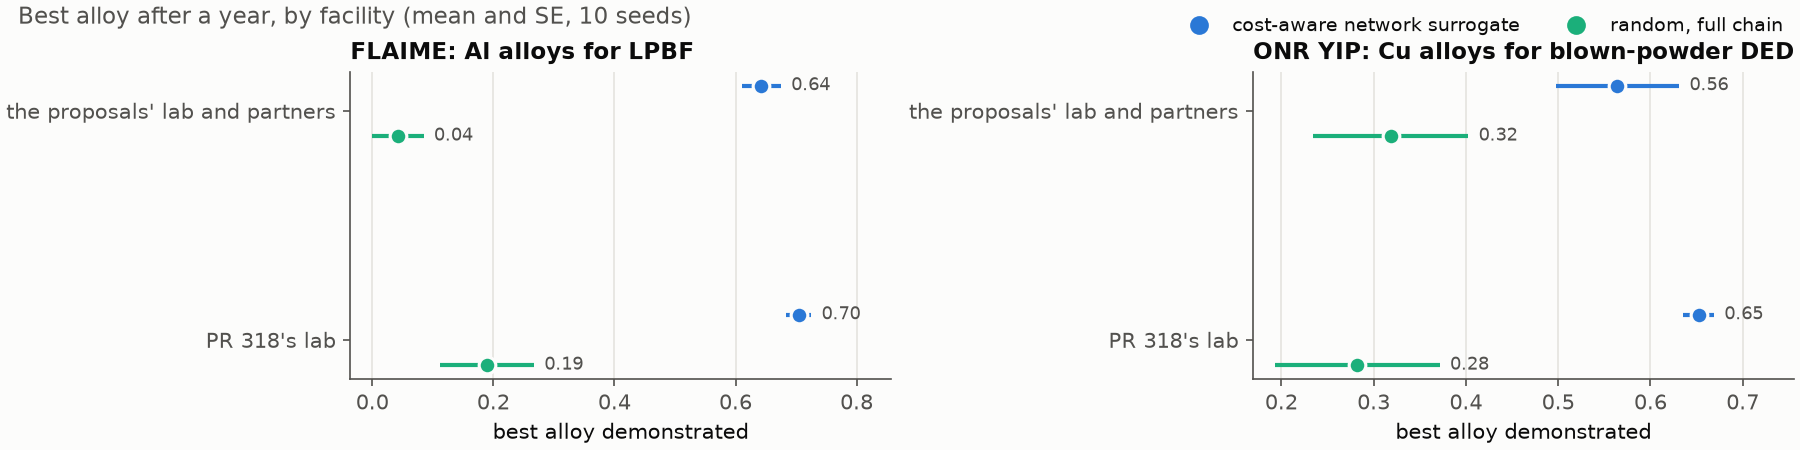 Best alloy after a year, by facility (mean and SE, 10 seeds)
cost-aware network surrogate
random, full chain
FLAIME: Al alloys for LPBF
the proposals' lab and partners
0.64
0.04
PR 318's lab
0.70
0.19
0.0 0.2 0.4 0.6 0.8
best alloy demonstrated
ONR YIP: Cu alloys for blown-powder DED
the proposals' lab and partners
0.56
0.32
PR 318's lab
0.65
0.28
0.2 0.3 0.4 0.5 0.6 0.7
best alloy demonstrated